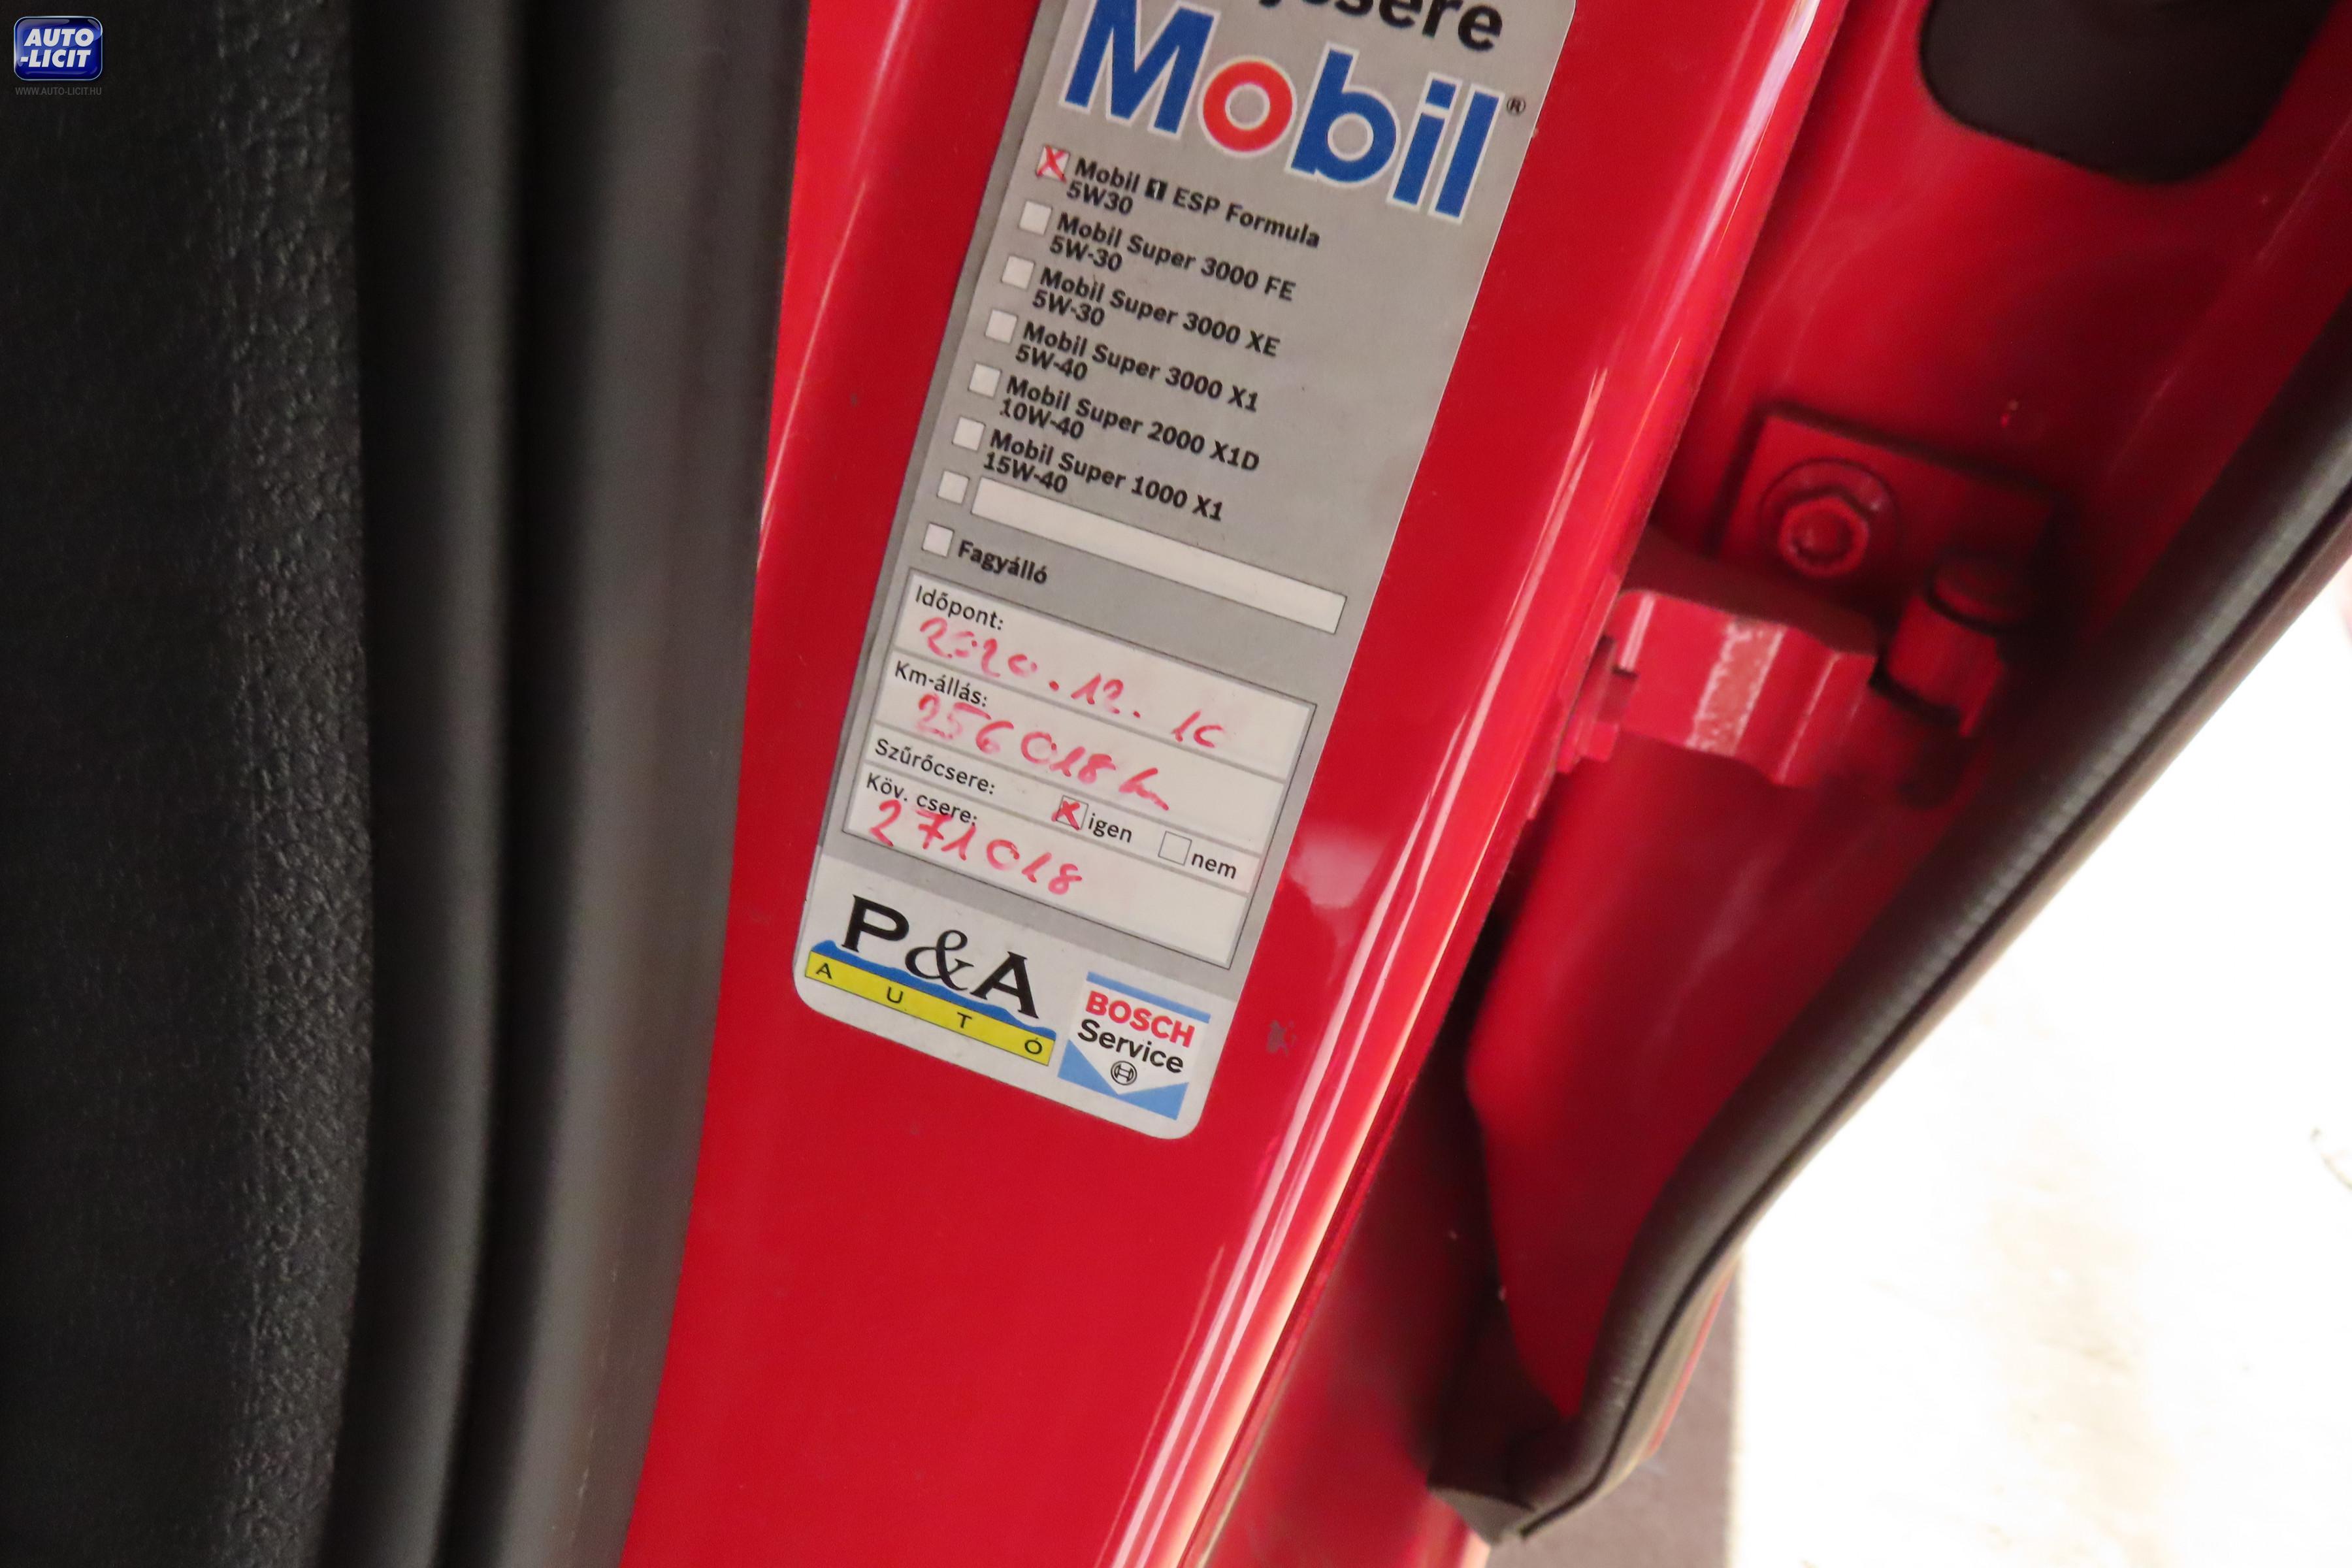 AUTO
-LICIT
WWW.AUTO-LICIT.HU
Mobil®
Mobil 1 ESP Formula
5W30
Mobil Super 3000 FE
5W-30
Mobil Super 3000 XE
5W-30
Mobil Super 3000 X1
5W-40
Mobil Super 2000 X1D
10W-40
Mobil Super 1000 X1
15W-40
Fagyálló
Időpont:
2020.12.10
Km-állás:
256018 km
Szűrőcsere: igen nem
Köv. csere:
271018
P&A
AUTÓ
BOSCH
Service